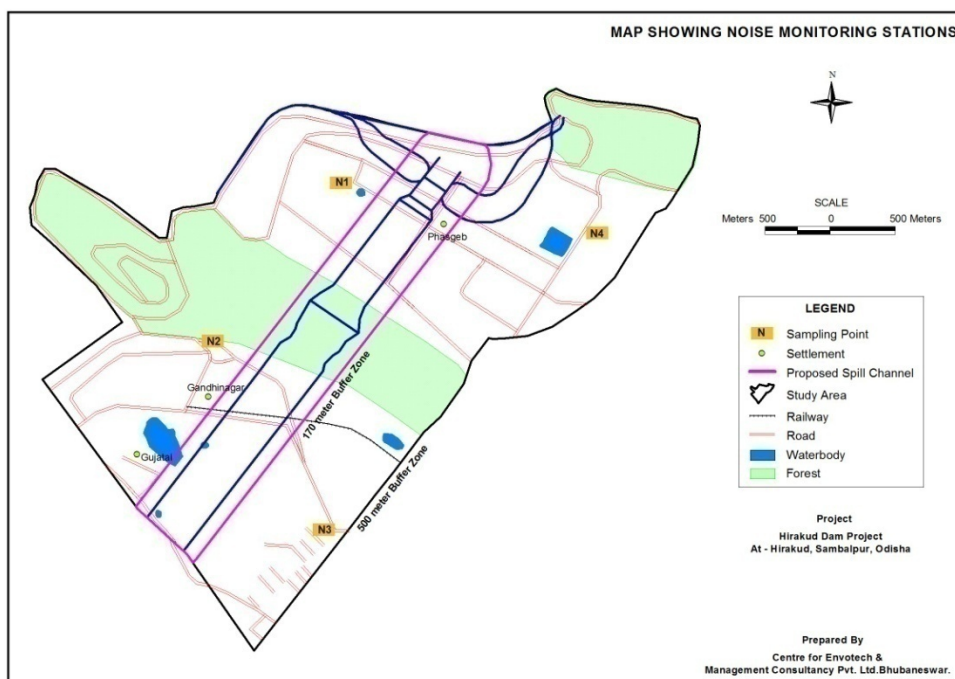 MAP SHOWING NOISE MONITORING STATIONS
N
N1
Phasgeb
N4
SCALE
Meters 500 0 500 Meters
N2
Gandhinagar
Gujatal
170 meter Buffer Zone
500 meter Buffer Zone
N3
LEGEND
N Sampling Point
Settlement
Proposed Spill Channel
Study Area
Railway
Road
Waterbody
Forest
Project
Hirakud Dam Project
At - Hirakud, Sambalpur, Odisha
Prepared By
Centre for Envotech &
Management Consultancy Pvt. Ltd.Bhubaneswar.